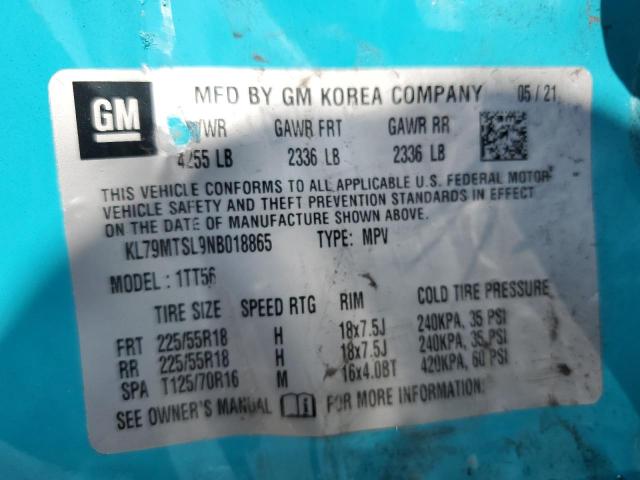 GM
MFD BY GM KOREA COMPANY 05/21
GAWR FRT GAWR RR
4255 LB 2336 LB 2336 LB
THIS VEHICLE CONFORMS TO ALL APPLICABLE U.S. FEDERAL MOTOR
VEHICLE SAFETY AND THEFT PREVENTION STANDARDS IN EFFECT
ON THE DATE OF MANUFACTURE SHOWN ABOVE.
KL79MTSL9NB018865 TYPE: MPV
MODEL : 1TT56
TIRE SIZE SPEED RTG RIM COLD TIRE PRESSURE
FRT 225/55R18 H 18x7.5J 240KPA, 35 PSI
RR 225/55R18 H 18x7.5J 240KPA, 35 PSI
SPA T125/70R16 M 16x4.0BT 420KPA, 60 PSI
SEE OWNER'S MANUAL FOR MORE INFORMATION.